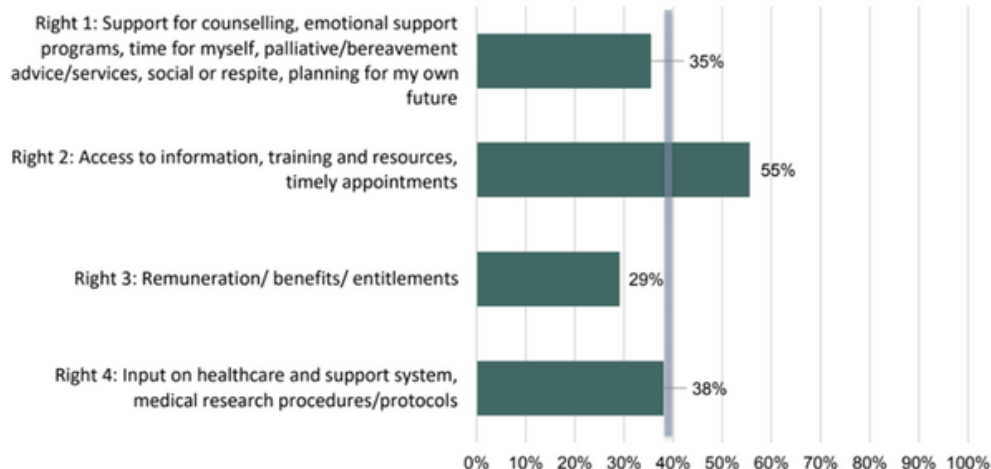 Right 1: Support for counselling, emotional support
programs, time for myself, palliative/bereavement
advice/services, social or respite, planning for my own
future
35%
Right 2: Access to information, training and resources,
timely appointments
55%
Right 3: Remuneration/ benefits/ entitlements
29%
Right 4: Input on healthcare and support system,
medical research procedures/protocols
38%
0% 10% 20% 30% 40% 50% 60% 70% 80% 90% 100%